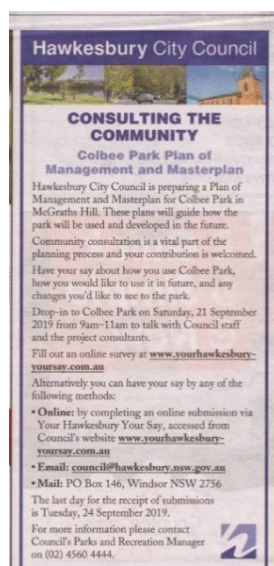 Hawkesbury City Council
CONSULTING THE
COMMUNITY
Colbee Park Plan of
Management and Masterplan
Hawkesbury City Council is preparing a Plan of
Management and Masterplan for Colbee Park in
McGraths Hill. These plans will guide how the
park will be used and developed in the future.
Community consultation is a vital part of the
planning process and your contribution is welcomed.
Have your say about how you use Colbee Park,
how you would like to use it in future, and any
changes you'd like to see to the park.
Drop-in to Colbee Park on Saturday, 21 September
2019 from 9am–11am to talk with Council staff
and the project consultants.
Fill out an online survey at www.yourhawkesbury-
yoursay.com.au
Alternatively you can have your say by any of the
following methods:
• Online: by completing an online submission via
Your Hawkesbury Your Say, accessed from
Council's website www.yourhawkesbury-
yoursay.com.au
• Email: council@hawkesbury.nsw.gov.au
• Mail: PO Box 146, Windsor NSW 2756
The last day for the receipt of submissions
is Tuesday, 24 September 2019.
For more information please contact
Council's Parks and Recreation Manager
on (02) 4560 4444.